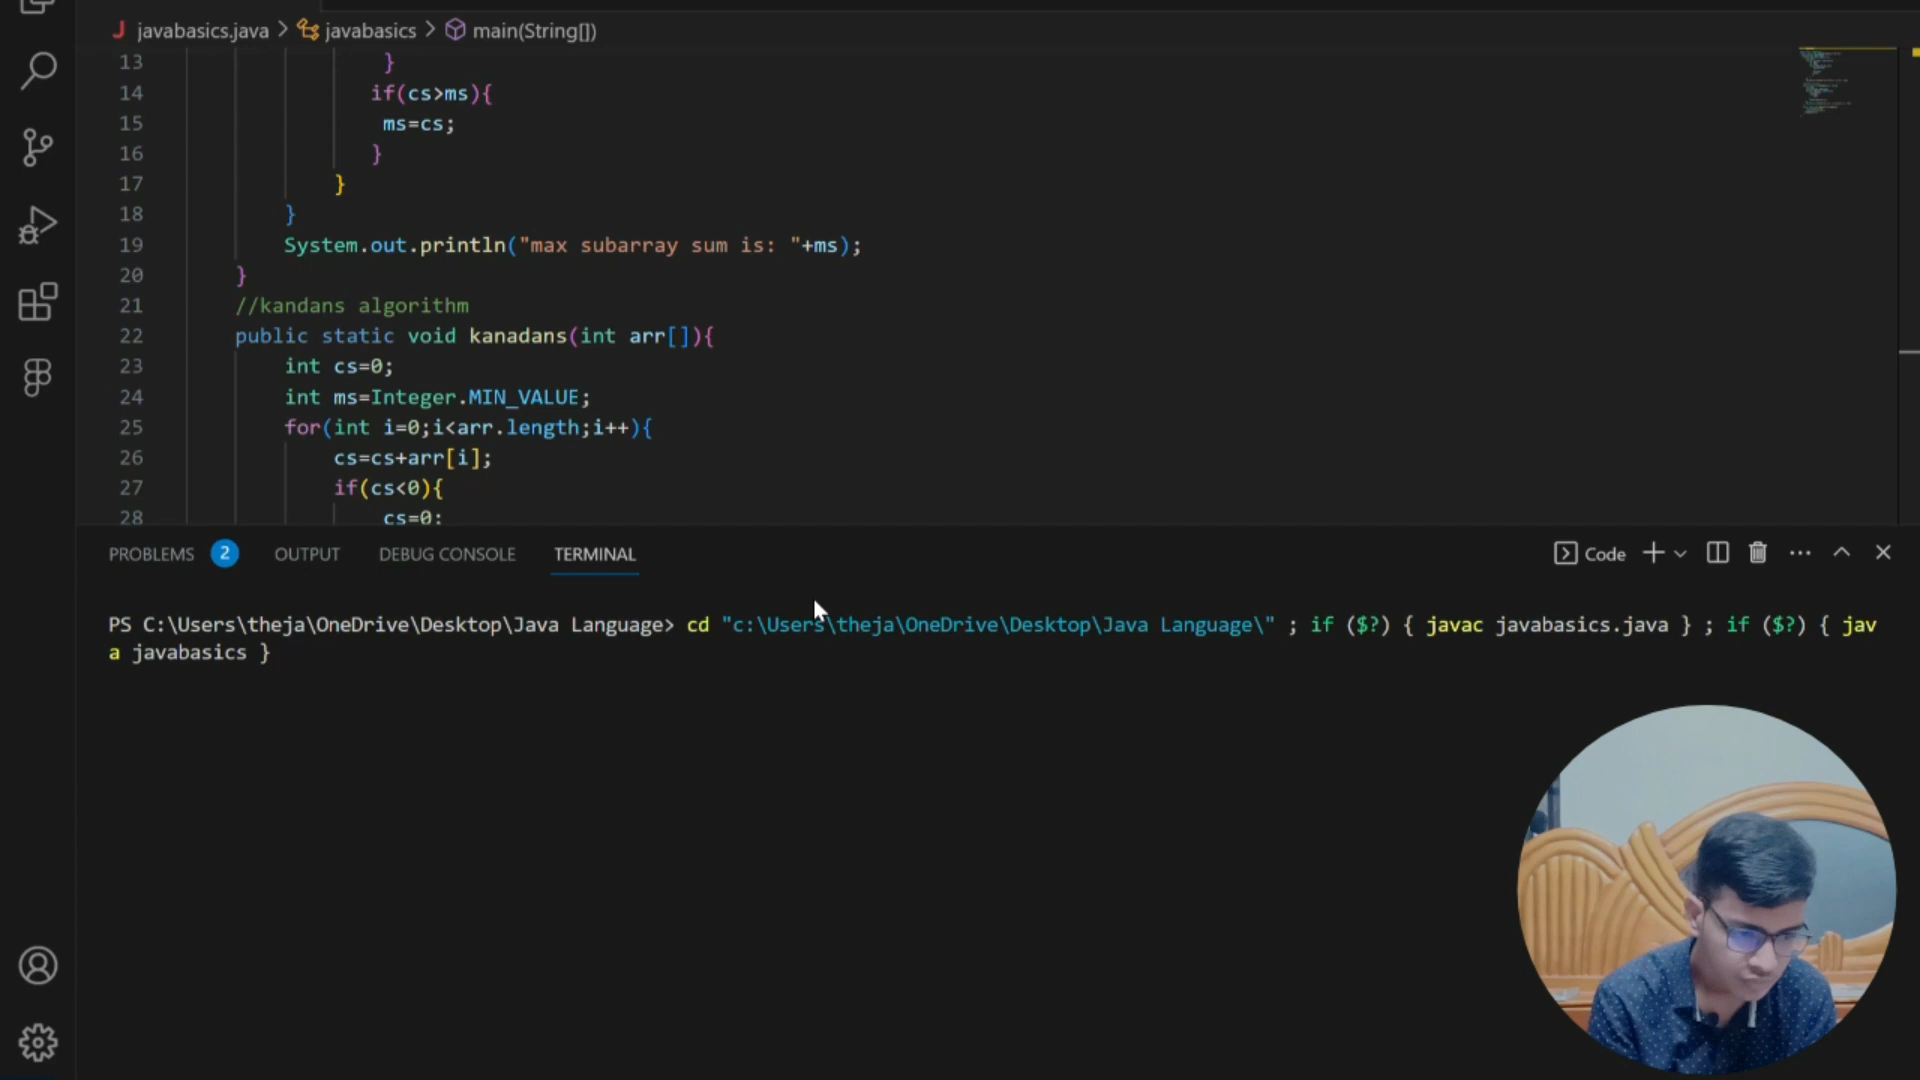 javabasics.java > javabasics > main(String[])
13 }
14 if(cs>ms){
15 ms=cs;
16 }
17 }
18 }
19 System.out.println("max subarray sum is: "+ms);
20 }
21 //kandans algorithm
22 public static void kanadans(int arr[]){
23 int cs=0;
24 int ms=Integer.MIN_VALUE;
25 for(int i=0;i<arr.length;i++){
26 cs=cs+arr[i];
27 if(cs<0){
28 cs=0;
PROBLEMS 2 OUTPUT DEBUG CONSOLE TERMINAL Code
PS C:\Users\theja\OneDrive\Desktop\Java Language> cd "c:\Users\theja\OneDrive\Desktop\Java Language\" ; if ($?) { javac javabasics.java } ; if ($?) { jav
a javabasics }